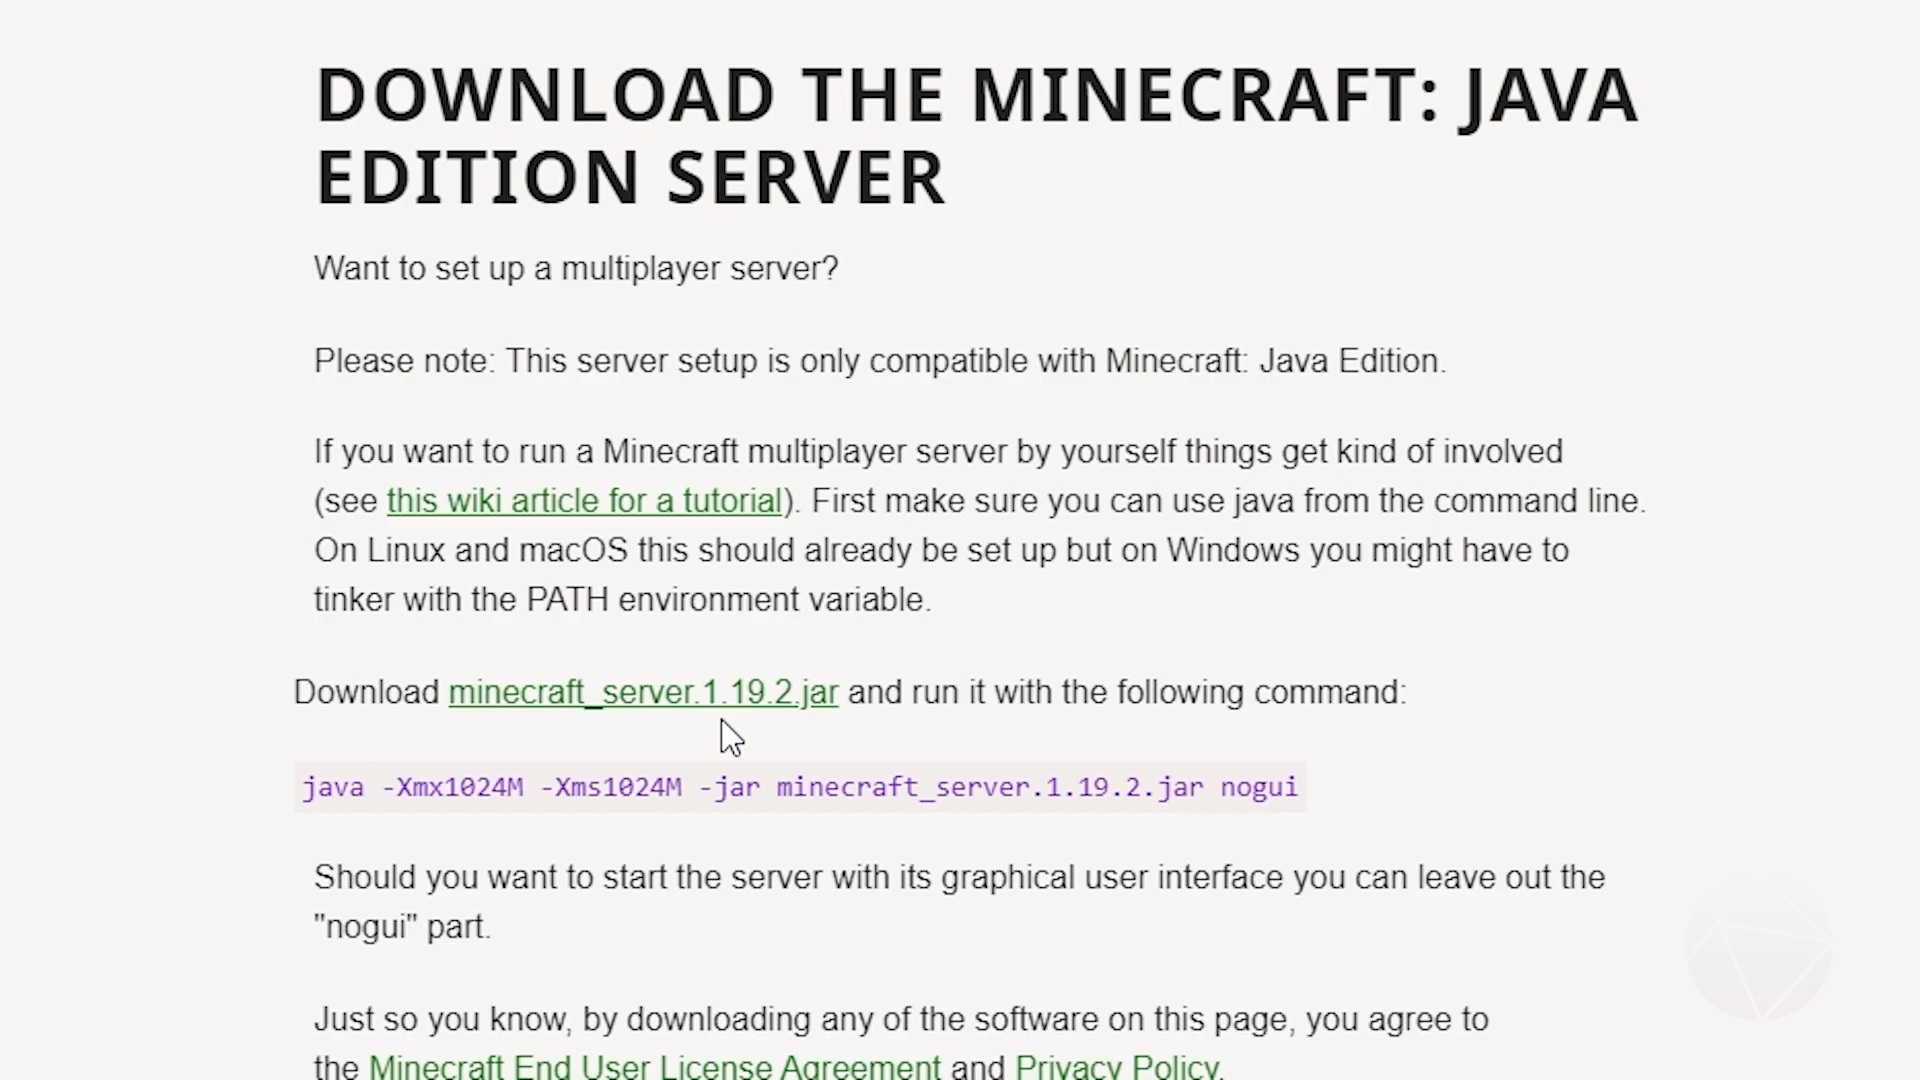 DOWNLOAD THE MINECRAFT: JAVA
EDITION SERVER
Want to set up a multiplayer server?
Please note: This server setup is only compatible with Minecraft: Java Edition.
If you want to run a Minecraft multiplayer server by yourself things get kind of involved
(see this wiki article for a tutorial). First make sure you can use java from the command line.
On Linux and macOS this should already be set up but on Windows you might have to
tinker with the PATH environment variable.
Download minecraft_server.1.19.2.jar and run it with the following command:
java -Xmx1024M -Xms1024M -jar minecraft_server.1.19.2.jar nogui
Should you want to start the server with its graphical user interface you can leave out the
"nogui" part.
Just so you know, by downloading any of the software on this page, you agree to
the Minecraft End User License Agreement and Privacy Policy.